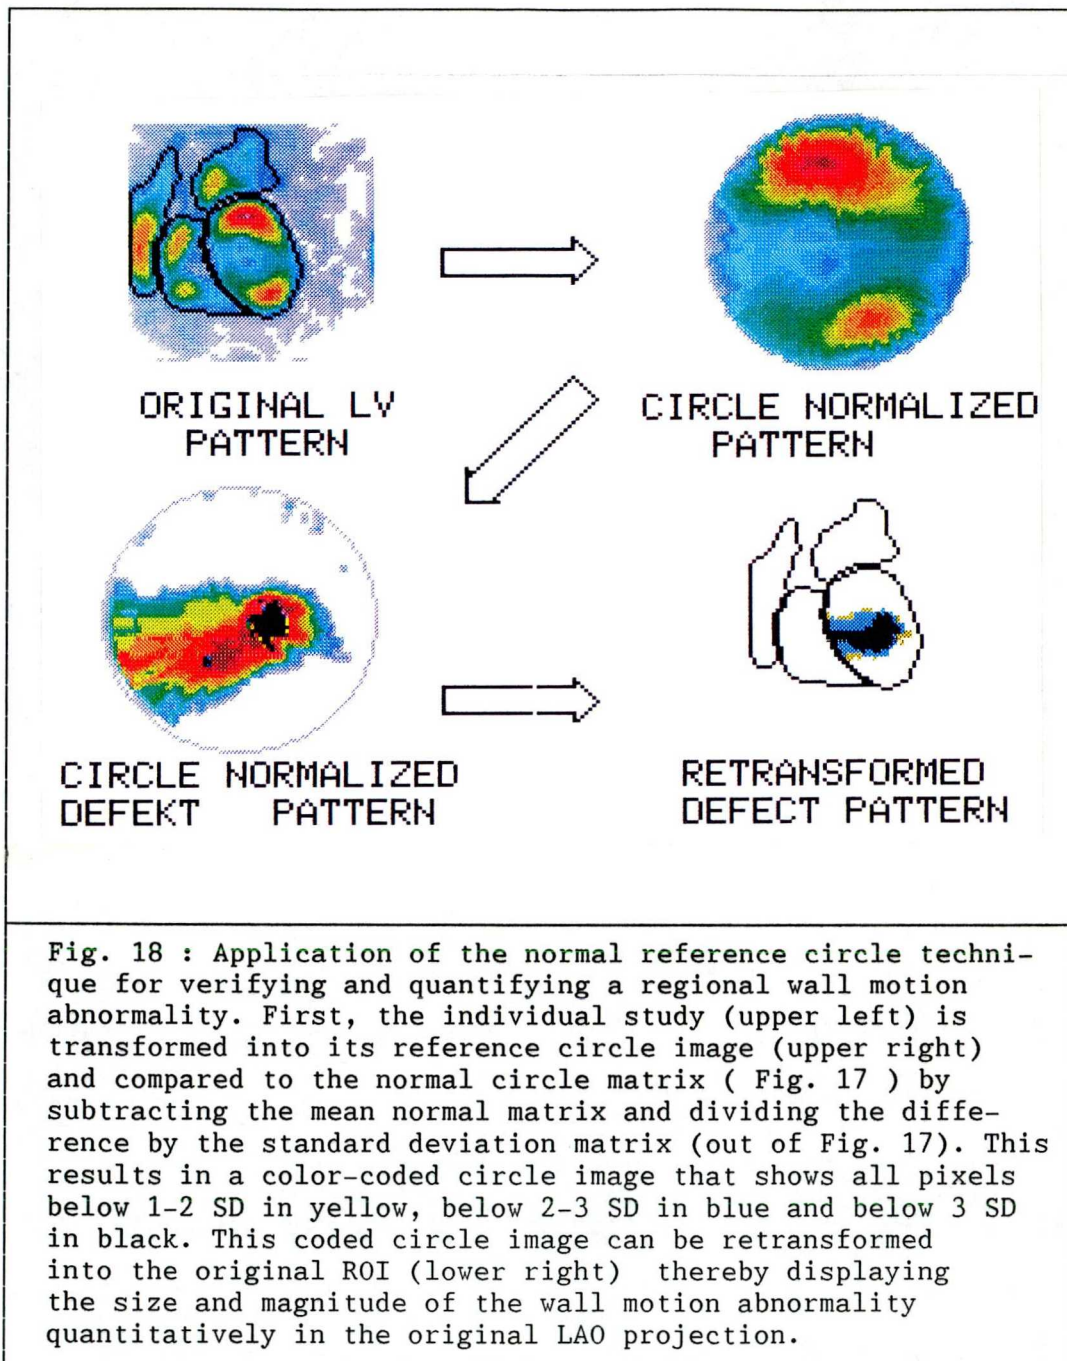 ORIGINAL LV
PATTERN
CIRCLE NORMALIZED
PATTERN
CIRCLE NORMALIZED
DEFEKT PATTERN
RETRANSFORMED
DEFECT PATTERN
Fig. 18 : Application of the normal reference circle techni-
que for verifying and quantifying a regional wall motion
abnormality. First, the individual study (upper left) is
transformed into its reference circle image (upper right)
and compared to the normal circle matrix ( Fig. 17 ) by
subtracting the mean normal matrix and dividing the diffe-
rence by the standard deviation matrix (out of Fig. 17). This
results in a color-coded circle image that shows all pixels
below 1-2 SD in yellow, below 2-3 SD in blue and below 3 SD
in black. This coded circle image can be retransformed
into the original ROI (lower right) thereby displaying
the size and magnitude of the wall motion abnormality
quantitatively in the original LAO projection.